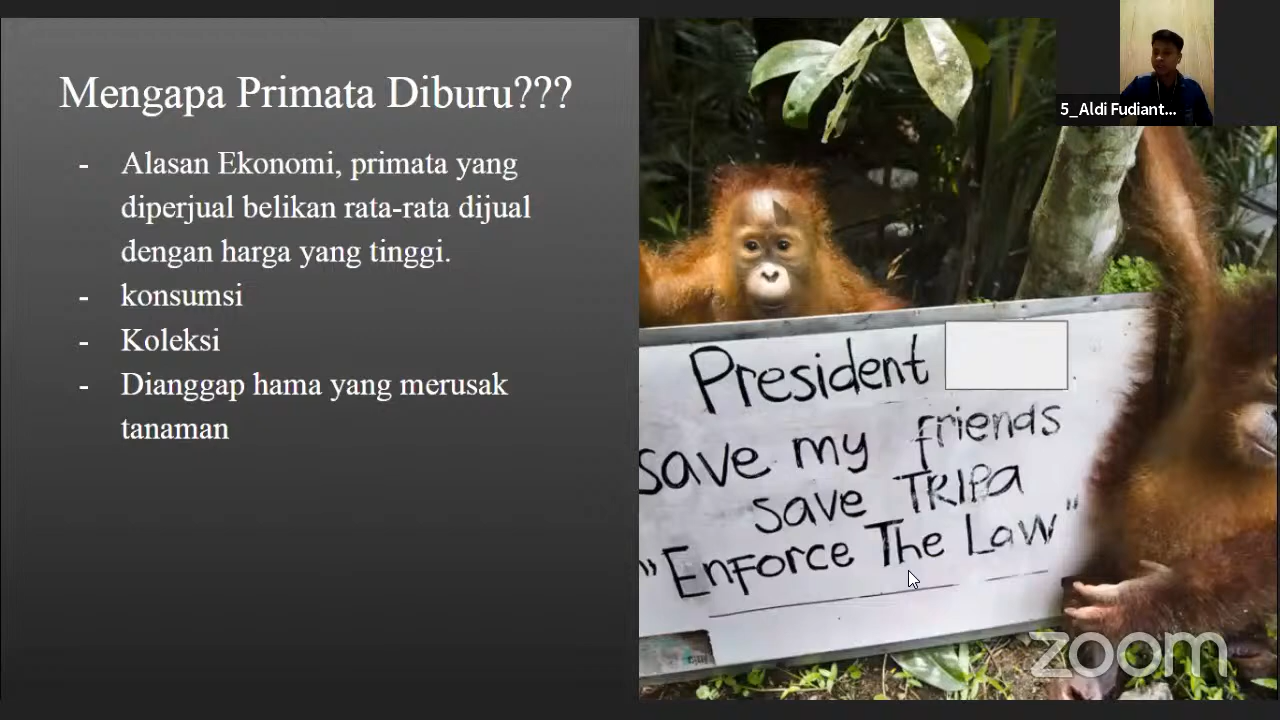 Mengapa Primata Diburu???
- Alasan Ekonomi, primata yang
diperjual belikan rata-rata dijual
dengan harga yang tinggi.
- konsumsi
- Koleksi
- Dianggap hama yang merusak
tanaman
5_Aldi Fudiant...
President
save my friends
save TRIPA
"Enforce The Law"
zoom